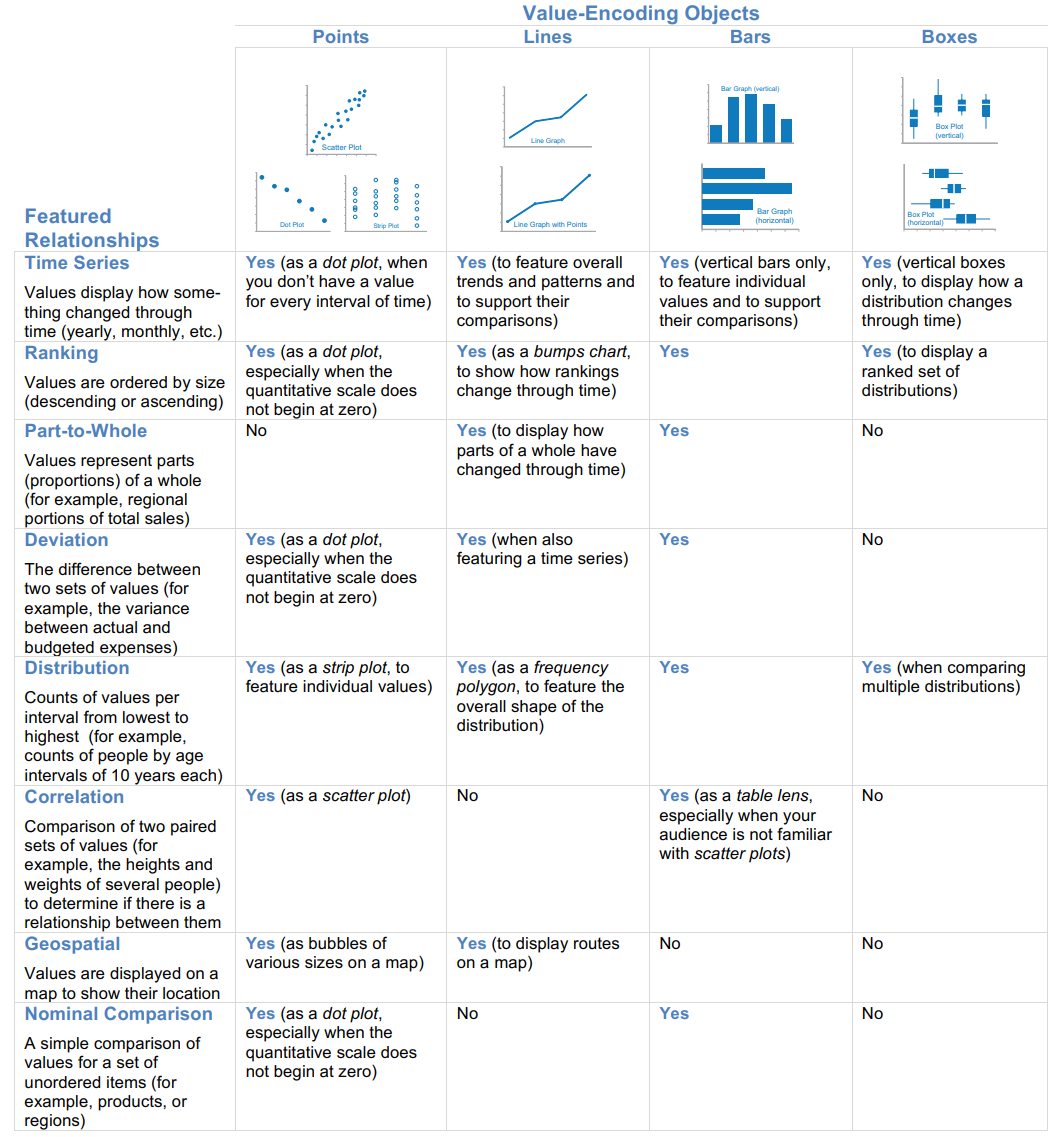 Value-Encoding Objects
Points
Lines
Bars
Boxes
Scatter Plot
Dot Plot
Strip Plot
Line Graph
Line Graph with Points
Bar Graph (vertical)
Bar Graph
(horizontal)
Box Plot
(vertical)
Box Plot
(horizontal)
Featured
Relationships
Time Series
Values display how some-
thing changed through
time (yearly, monthly, etc.)
Yes (as a dot plot, when
you don’t have a value
for every interval of time)
Yes (to feature overall
trends and patterns and
to support their
comparisons)
Yes (vertical bars only,
to feature individual
values and to support
their comparisons)
Yes (vertical boxes
only, to display how a
distribution changes
through time)
Ranking
Values are ordered by size
(descending or ascending)
Yes (as a dot plot,
especially when the
quantitative scale does
not begin at zero)
Yes (as a bumps chart,
to show how rankings
change through time)
Yes
Yes (to display a
ranked set of
distributions)
Part-to-Whole
Values represent parts
(proportions) of a whole
(for example, regional
portions of total sales)
No
Yes (to display how
parts of a whole have
changed through time)
Yes
No
Deviation
The difference between
two sets of values (for
example, the variance
between actual and
budgeted expenses)
Yes (as a dot plot,
especially when the
quantitative scale does
not begin at zero)
Yes (when also
featuring a time series)
Yes
No
Distribution
Counts of values per
interval from lowest to
highest (for example,
counts of people by age
intervals of 10 years each)
Yes (as a strip plot, to
feature individual values)
Yes (as a frequency
polygon, to feature the
overall shape of the
distribution)
Yes
Yes (when comparing
multiple distributions)
Correlation
Comparison of two paired
sets of values (for
example, the heights and
weights of several people)
to determine if there is a
relationship between them
Yes (as a scatter plot)
No
Yes (as a table lens,
especially when your
audience is not familiar
with scatter plots)
No
Geospatial
Values are displayed on a
map to show their location
Yes (as bubbles of
various sizes on a map)
Yes (to display routes
on a map)
No
No
Nominal Comparison
A simple comparison of
values for a set of
unordered items (for
example, products, or
regions)
Yes (as a dot plot,
especially when the
quantitative scale does
not begin at zero)
No
Yes
No